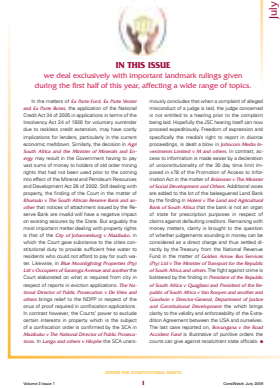 July
IN THIS ISSUE
we deal exclusively with important landmark rulings given
during the first half of this year, affecting a wide range of topics.
In the matters of Ex Parte Ford, Ex Parte Venter
and Ex Parte Botes, the application of the National
Credit Act 34 of 2005 in applications in terms of the
Insolvency Act 24 of 1936 for voluntary surrender
due to reckless credit extension, may have costly
implications for lenders, particularly in the current
economic meltdown. Similarly, the decision in Agri
South Africa and the Minister of Minerals and En-
ergy may result in the Government having to pay
vast sums of money to holders of old order mining
rights that had not been used prior to the coming
into effect of the Mineral and Petroleum Resources
and Development Act 28 of 2002. Still dealing with
property, the finding of the Court in the matter of
Khumalo v The South African Reserve Bank and an-
other that notices of attachment issued by the Re-
serve Bank are invalid will have a negative impact
on existing seizures by the State. But arguably the
most important matter dealing with property rights
is that of The City of Johannesburg v Mazibuko, in
which the Court gave substance to the cities con-
stitutional duty to provide sufficient free water to
residents who could not afford to pay for such wa-
ter. Likewise, in Blue Moonlighting Properties (Pty)
Ltd v Occupiers of Saratoga Avenue and another the
Court elaborated on what is required from city in
respect of reports in eviction applications. The Na-
tional Director of Public Prosecution v De Vries and
others brings relief to the NDPP in respect of the
onus of proof required in confiscation applications.
In contrast however, the Courts' power to exclude
certain interests in property which is the subject
of a confiscation order is confirmed by the SCA in
Mazibuko v The National Director of Public Prosecu-
tions. In Langa and others v Hlophe the SCA unani-
mously concludes that when a complaint of alleged
misconduct of a judge is laid, the judge concerned
is not entitled to a hearing prior to the complaint
being laid. Hopefully the JSC hearing itself can now
proceed expeditiously. Freedom of expression and
specifically the media's right to report in divorce
proceedings, is dealt a blow in Johncom Media In-
vestments Limited v M and others. In contrast, ac-
cess to information is made easier by a declaration
of unconstitutionality of the 30 day time limit im-
posed in s 78 of the Promotion of Access to Infor-
mation Act in the matter of Brümmer v The Minister
of Social Development and Others. Additional woes
are added to the lot of the beleaguered Land Bank
by the finding in Hotani v The Land and Agricultural
Bank of South Africa that the bank is not an organ
of state for prescription purposes in respect of
claims against defaulting creditors. Remaining with
money matters, clarity is brought to the question
of whether judgements sounding in money can be
considered as a direct charge and thus settled di-
rectly by the Treasury from the National Revenue
Fund in the matter of Golden Arrow Bus Services
(Pty) Ltd v The Minister of Transport for the Republic
of South Africa and others. The fight against crime is
bolstered by the finding in President of the Republic
of South Africa v Quagliani and President of the Re-
public of South Africa v Van Rooyen and another and
Goodwin v Director-General, Department of Justice
and Constitutional Development the which brings
clarity to the validity and enforceability of the Extra-
dition Agreement between the USA and ourselves.
The last case reported on, Bovungana v the Road
Accident Fund is illustrative of punitive orders the
courts can give against recalcitrant state officials.
CENTRE FOR CONSTITUTIONAL RIGHTS
Volume 2 Issue 1
1
CaseWatch July 2009